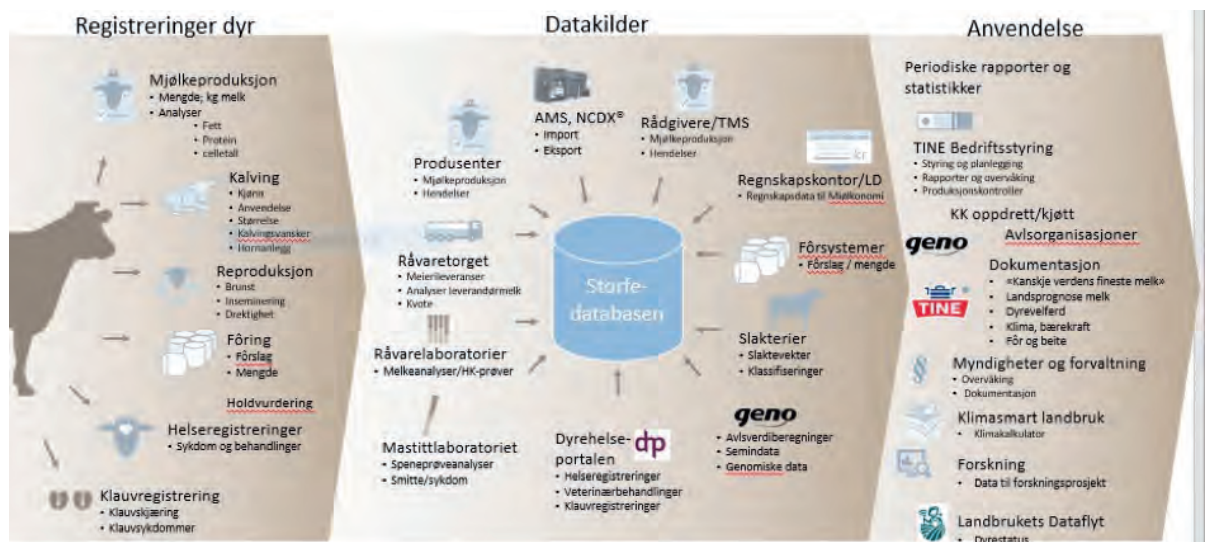 Registreringer dyr
Mjølkeproduksjon
• Mengde; kg melk
• Analyser
• Fett
• Protein
• celletall
Kalving
• Kjønn
• Anvendelse
• Størrelse
• Kalvingsvansker
• Hornanlegg
Reproduksjon
• Brunst
• Inseminering
• Drektighet
Fôring
• Fôrslag
• Mengde
Holdvurdering
Helseregistreringer
• Sykdom og behandlinger
Klauvregistrering
• Klauvskjæring
• Klauvsykdommer
Datakilder
Produsenter
• Mjølkeproduksjon
• Hendelser
AMS, NCDX®
• Import
• Eksport
Rådgivere/TMS
• Mjølkeproduksjon
• Hendelser
kr
Regnskapskontor/LD
• Regnskapsdata til Mjølkonomi
Råvaretorget
• Meierileveranser
• Analyser leverandørmelk
• Kvote
Storfe-
databasen
Fôrsystemer
• Fôrslag / mengde
Råvarelaboratorier
• Melkeanalyser/HK-prøver
Slakterier
• Slaktevekter
• Klassifiseringer
Mastittlaboratoriet
• Speneprøveanalyser
• Smitte/sykdom
Dyrehelse-
portalen
dp
• Helseregistreringer
• Veterinærbehandlinger
• Klauvregistreringer
geno
• Avlsverdiberegninger
• Semindata
• Genomiske data
Anvendelse
Periodiske rapporter og
statistikker
TINE Bedriftsstyring
• Styring og planlegging
• Rapporter og overvåking
• Produksjonskontroller
KK oppdrett/kjøtt
geno
Avlsorganisasjoner
TINE
Dokumentasjon
• «Kanskje verdens fineste melk»
• Landsprognose melk
• Dyrevelferd
• Klima, bærekraft
• Fôr og beite
§
Myndigheter og forvaltning
• Overvåking
• Dokumentasjon
Klimasmart landbruk
• Klimakalkulator
Forskning
• Data til forskningsprosjekt
Landbrukets Dataflyt
• Dyrestatus